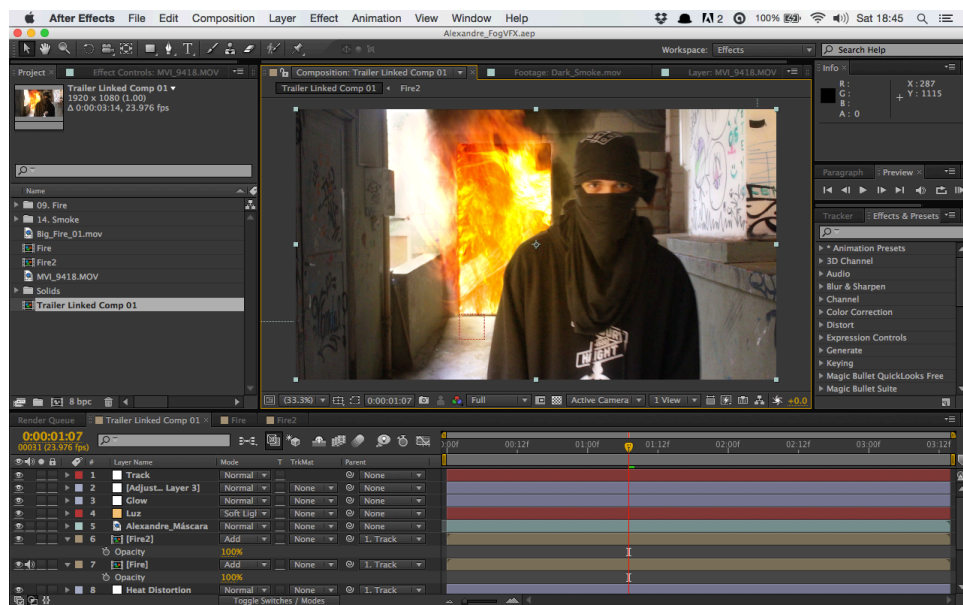 After Effects File Edit Composition Layer Effect Animation View Window Help 2 100% Sat 18:45
Alexandre_FogVFX.aep
Workspace: Effects Search Help
Project Effect Controls: MVI_9418.MOV Composition: Trailer Linked Comp 01 Footage: Dark_Smoke.mov Layer: MVI_9418.MOV Info
Trailer Linked Comp 01
1920 x 1080 (1.00)
Δ 0:00:03:14, 23.976 fps
Trailer Linked Comp 01 Fire2
R : X : 287
G : Y : 1115
B :
A : 0
Paragraph Preview
Name
09. Fire
14. Smoke
Big_Fire_01.mov
Fire
Fire2
MVI_9418.MOV
Solids
Trailer Linked Comp 01
Tracker Effects & Presets
* Animation Presets
3D Channel
Audio
Blur & Sharpen
Channel
Color Correction
Distort
Expression Controls
Generate
Keying
Magic Bullet QuickLooks Free
Magic Bullet Suite
8 bpc (33.3%) 0:00:01:07 Full Active Camera 1 View +0.0
Render Queue Trailer Linked Comp 01 Fire Fire2
0:00:01:07
00031 (23.976 fps)
):00f 00:12f 01:00f 01:12f 02:00f 02:12f 03:00f 03:12f
# Layer Name Mode T TrkMat Parent
1 Track Normal None
2 [Adjust... Layer 3] Normal None None
3 Glow Normal None None
4 Luz Soft Ligl None None
5 Alexandre_Máscara Normal None None
6 [Fire2] Add None 1. Track
Opacity 100%
7 [Fire] Add None 1. Track
Opacity 100%
8 Heat Distortion Normal None 1. Track
Toggle Switches / Modes